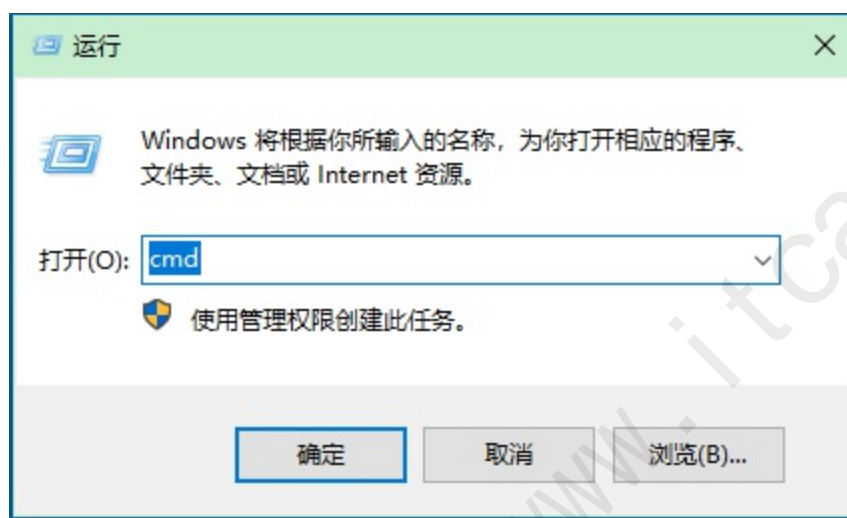 运行
Windows 将根据你所输入的名称，为你打开相应的程序、
文件夹、文档或 Internet 资源。
打开(O): cmd
使用管理权限创建此任务。
确定 取消 浏览(B)...
www.itca